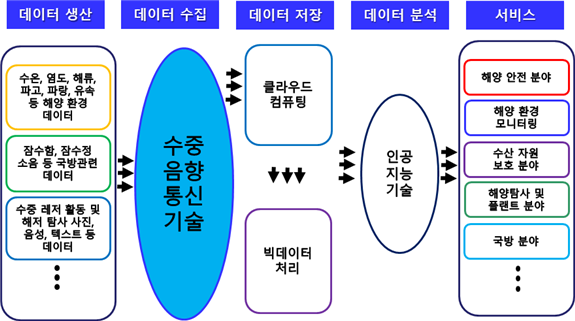 데이터 생산
데이터 수집
데이터 저장
데이터 분석
서비스
수온, 염도, 해류,
파고, 파랑, 유속
등 해양 환경
데이터
잠수함, 잠수정
소음 등 국방관련
데이터
수중 레저 활동 및
해저 탐사 사진,
음성, 텍스트 등
데이터
수중
음향
통신
기술
클라우드
컴퓨팅
빅데이터
처리
인공
지능
기술
해양 안전 분야
해양 환경
모니터링
수산 자원
보호 분야
해양탐사 및
플랜트 분야
국방 분야